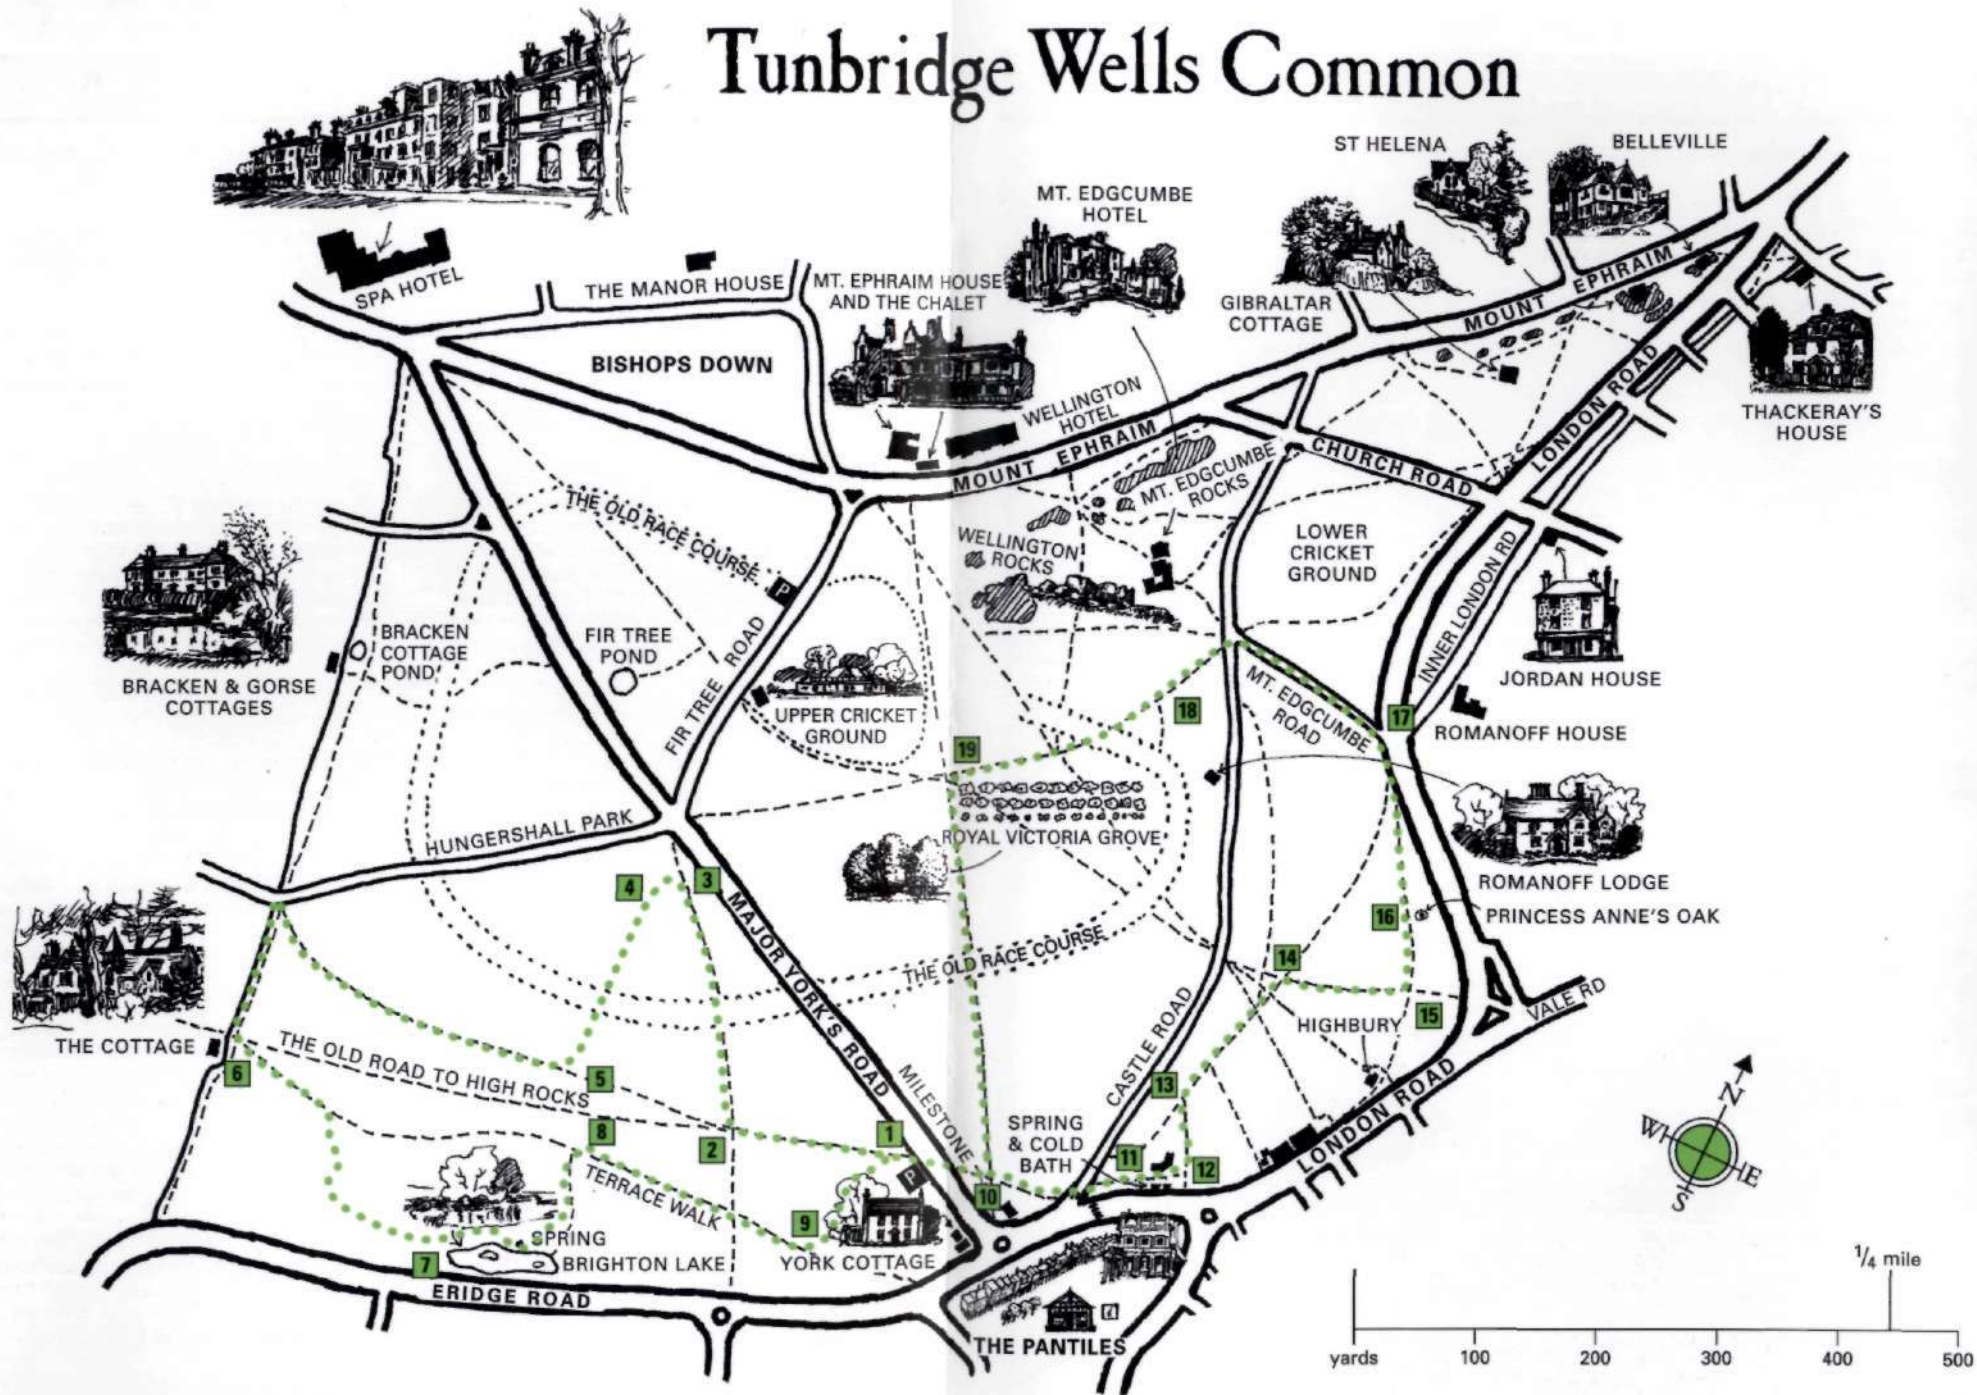 Tunbridge Wells Common
ST HELENA
BELLEVILLE
MT. EDGCUMBE
HOTEL
SPA HOTEL
THE MANOR HOUSE
MT. EPHRAIM HOUSE
AND THE CHALET
GIBRALTAR
COTTAGE
MOUNT EPHRAIM
BISHOPS DOWN
WELLINGTON
HOTEL
LONDON ROAD
THACKERAY'S
HOUSE
MOUNT EPHRAIM
CHURCH ROAD
MT. EDGCUMBE
ROCKS
THE OLD RACE COURSE
P
WELLINGTON
ROCKS
LOWER
CRICKET
GROUND
INNER LONDON RD
BRACKEN
COTTAGE
POND
FIR TREE
POND
FIR TREE ROAD
BRACKEN & GORSE
COTTAGES
UPPER CRICKET
GROUND
MT. EDGCUMBE
ROAD
JORDAN HOUSE
18
17
ROMANOFF HOUSE
19
HUNGERSHALL PARK
ROYAL VICTORIA GROVE
4
3
MAJOR YORK'S ROAD
ROMANOFF LODGE
16
PRINCESS ANNE'S OAK
THE OLD RACE COURSE
14
CASTLE ROAD
HIGHBURY
15
VALE RD
THE COTTAGE
THE OLD ROAD TO HIGH ROCKS
6
5
MILESTONE
13
SPRING
& COLD
BATH
LONDON ROAD
8
2
1
11
12
P
TERRACE WALK
10
9
N
W
E
S
SPRING
7
BRIGHTON LAKE
YORK COTTAGE
ERIDGE ROAD
THE PANTILES
1/4 mile
yards 100 200 300 400 500